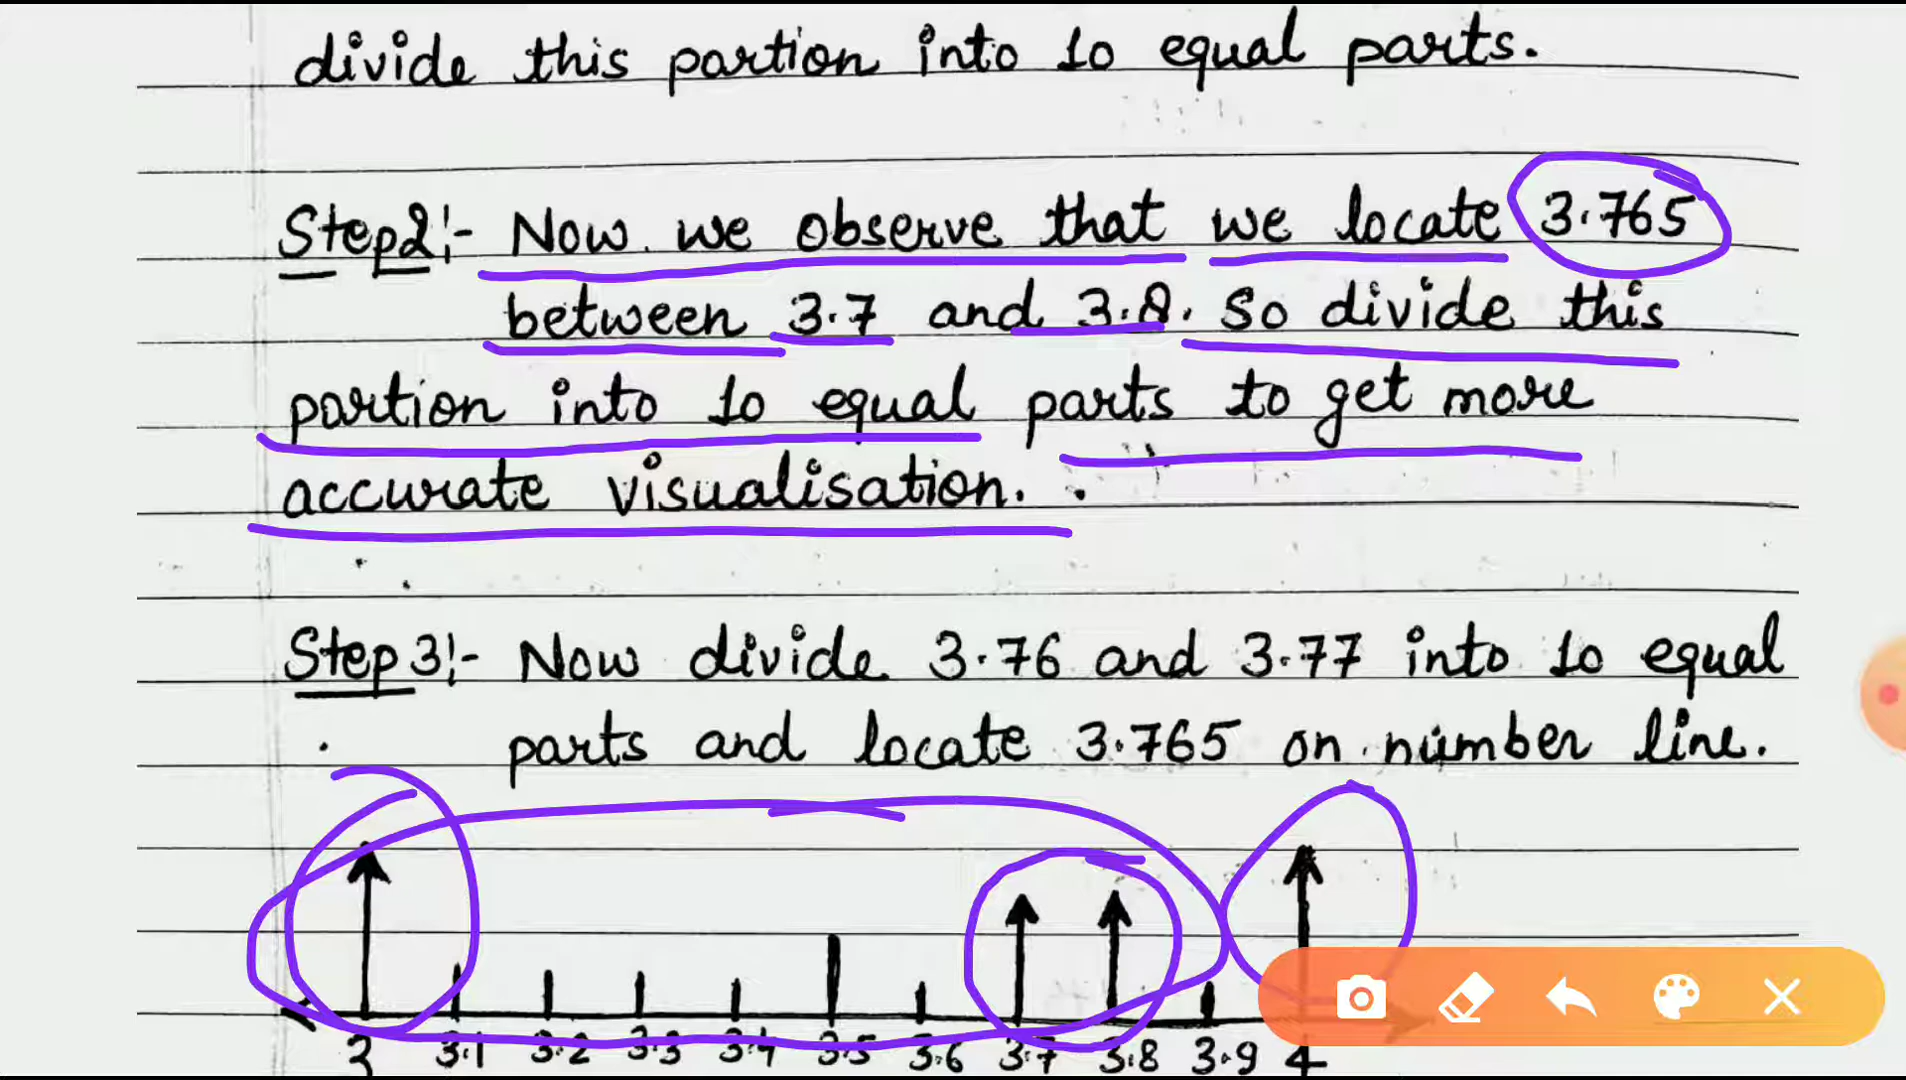 divide this partion into 10 equal parts.
Step2:- Now we observe that we locate 3.765
between 3.7 and 3.8. So divide this
partion into 10 equal parts to get more
accurate visualisation.
Step 3:- Now divide 3.76 and 3.77 into 10 equal
parts and locate 3.765 on number line.
3 3.1 3.2 3.3 3.4 3.5 3.6 3.7 3.8 3.9 4